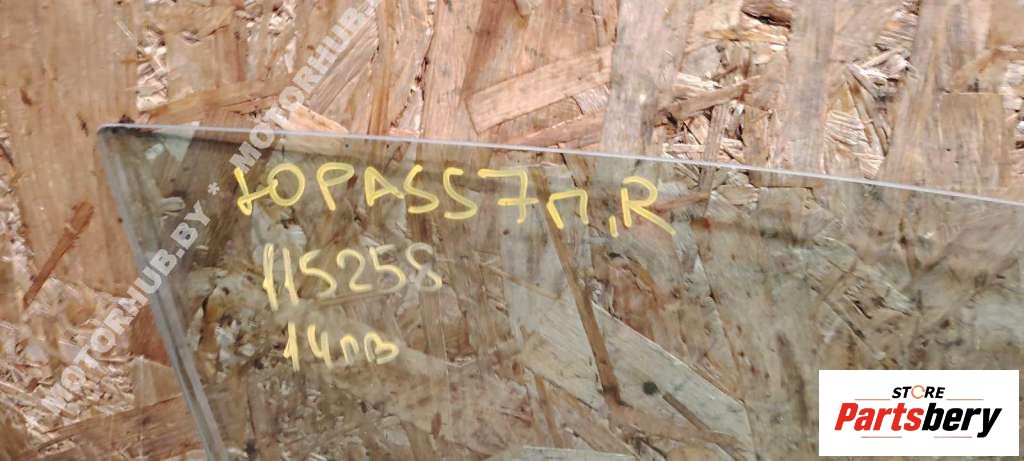 MOTORHUB.BY * MOTORHUB.BY
ЮPASS7П,R
115258
14ПВ
STORE
Partsbery